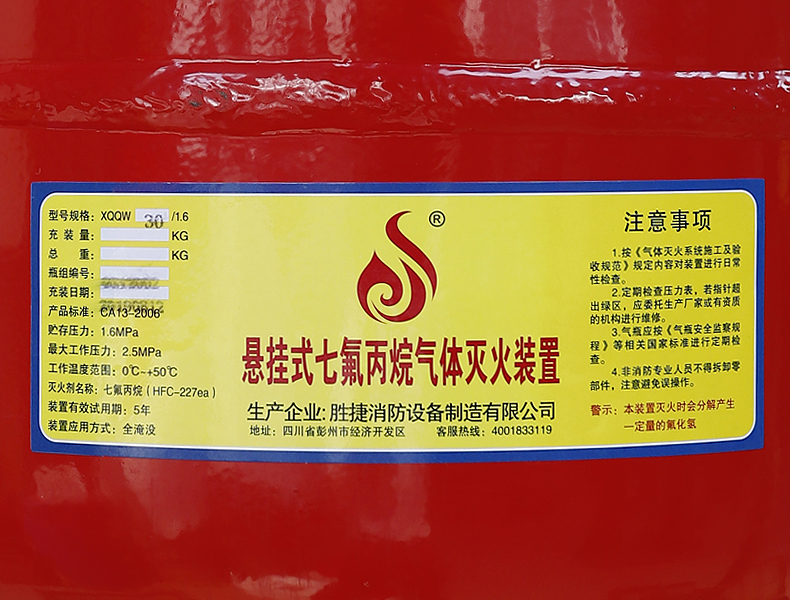 型号规格：XQQW 30 /1.6
充 装 量： KG
总 重： KG
瓶组编号：
充装日期：
产品标准：CA13-2006
贮存压力：1.6MPa
最大工作压力：2.5MPa
工作温度范围：0℃~+50℃
灭火剂名称：七氟丙烷（HFC-227ea）
装置有效试用期：5年
装置应用方式：全淹没
®
悬挂式七氟丙烷气体灭火装置
生产企业：胜捷消防设备制造有限公司
地址：四川省彭州市经济开发区 客服热线：4001833119
注意事项
1.按《气体灭火系统施工及验
收规范》规定内容对装置进行日常
性检查。
2.定期检查压力表，若指针超
出绿区，应委托生产厂家或有资质
的机构进行维修。
3.气瓶应按《气瓶安全监察规
程》等相关国家标准进行定期检
查。
4.非消防专业人员不得拆卸零
部件，注意避免误操作。
警示：本装置灭火时会分解产生
一定量的氟化氢